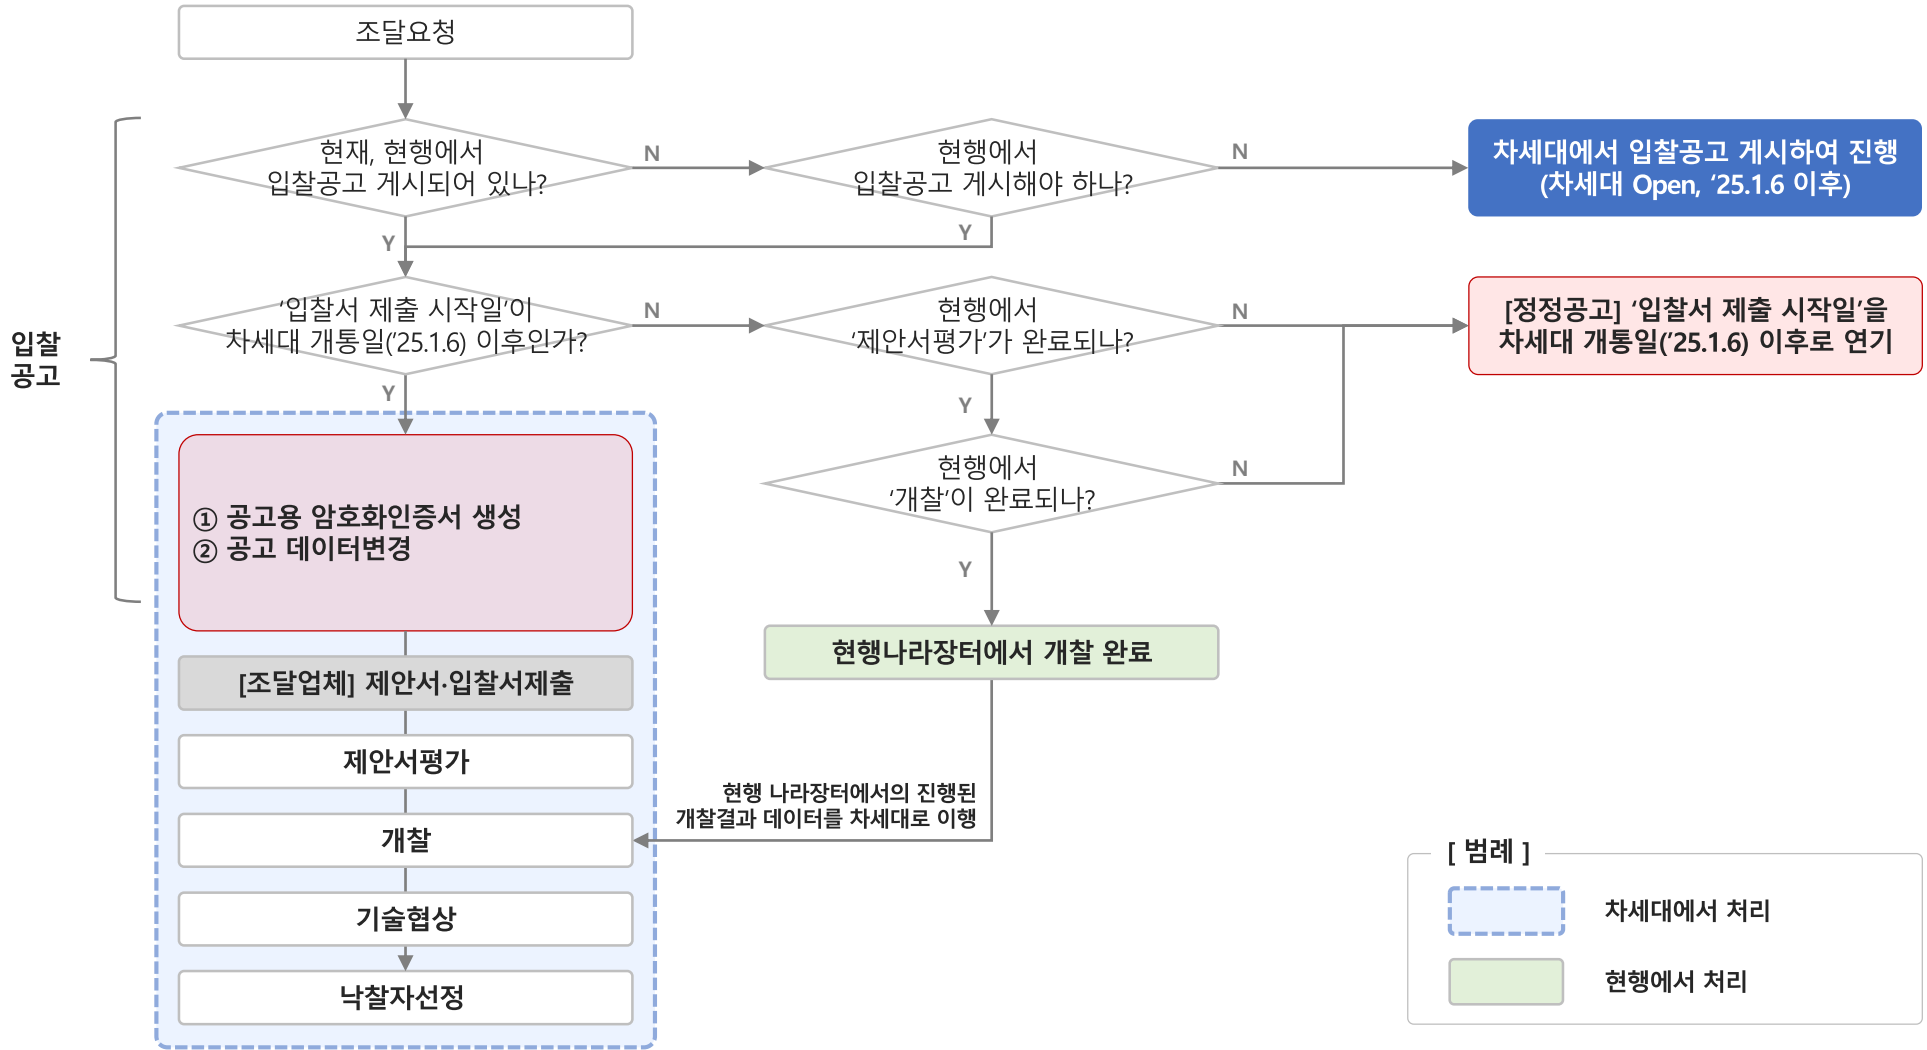 조달요청
현재, 현행에서
입찰공고 게시되어 있나?
N
현행에서
입찰공고 게시해야 하나?
N
차세대에서 입찰공고 게시하여 진행
(차세대 Open, ‘25.1.6 이후)
Y
Y
‘입찰서 제출 시작일’이
차세대 개통일(’25.1.6) 이후인가?
N
현행에서
‘제안서평가’가 완료되나?
N
[정정공고] ‘입찰서 제출 시작일’을
차세대 개통일(’25.1.6) 이후로 연기
입찰
공고
Y
Y
현행에서
‘개찰’이 완료되나?
N
① 공고용 암호화인증서 생성
② 공고 데이터변경
Y
현행나라장터에서 개찰 완료
[조달업체] 제안서·입찰서제출
제안서평가
현행 나라장터에서의 진행된
개찰결과 데이터를 차세대로 이행
개찰
기술협상
낙찰자선정
[ 범례 ]
차세대에서 처리
현행에서 처리